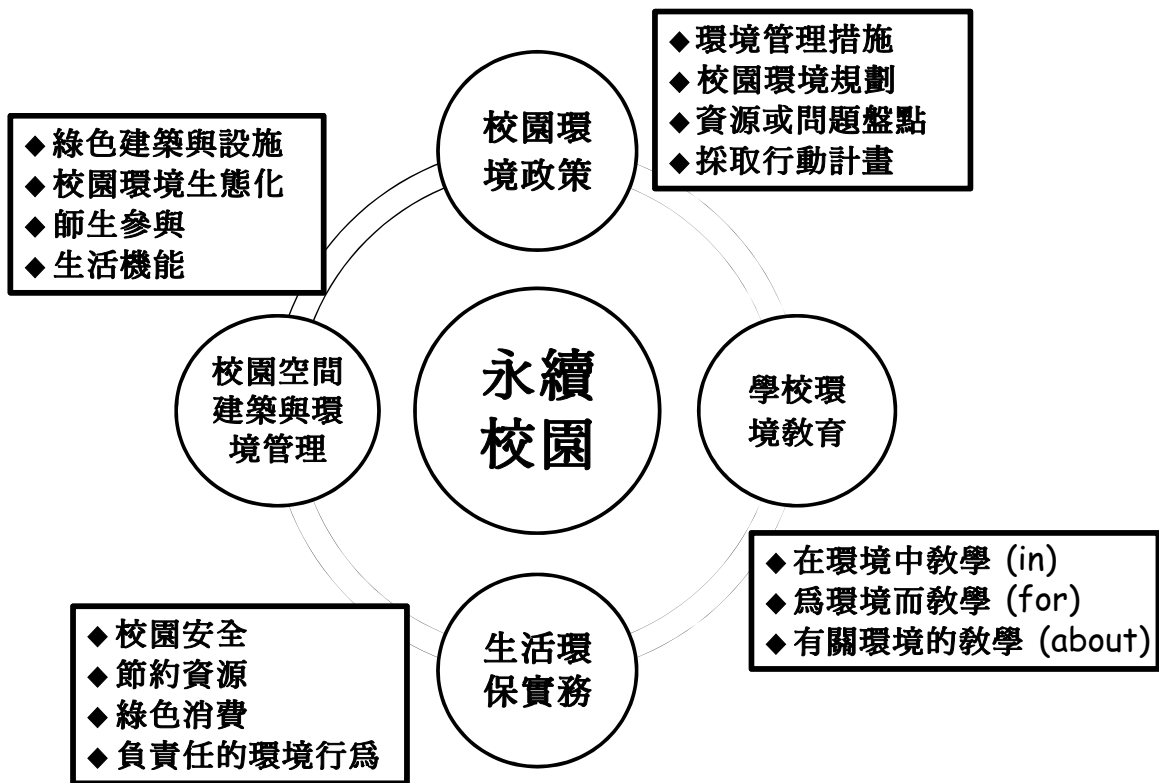 ◆環境管理措施
◆校園環境規劃
◆資源或問題盤點
◆採取行動計畫
校園環
境政策
◆綠色建築與設施
◆校園環境生態化
◆師生參與
◆生活機能
校園空間
建築與環
境管理
永續
校園
學校環
境教育
◆在環境中教學 (in)
◆爲環境而教學 (for)
◆有關環境的教學 (about)
生活環
保實務
◆校園安全
◆節約資源
◆綠色消費
◆負責任的環境行爲